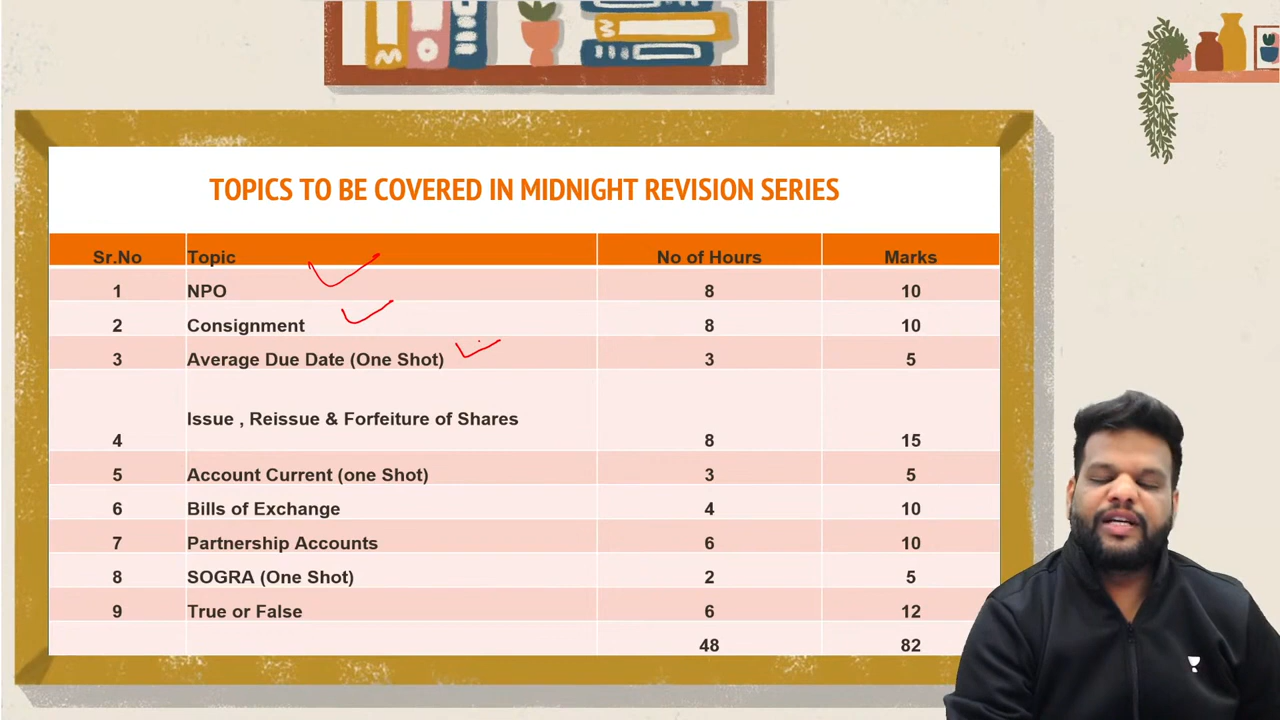 TOPICS TO BE COVERED IN MIDNIGHT REVISION SERIES
Sr.No Topic No of Hours Marks
1 NPO 8 10
2 Consignment 8 10
3 Average Due Date (One Shot) 3 5
4 Issue , Reissue & Forfeiture of Shares 8 15
5 Account Current (one Shot) 3 5
6 Bills of Exchange 4 10
7 Partnership Accounts 6 10
8 SOGRA (One Shot) 2 5
9 True or False 6 12
48 82